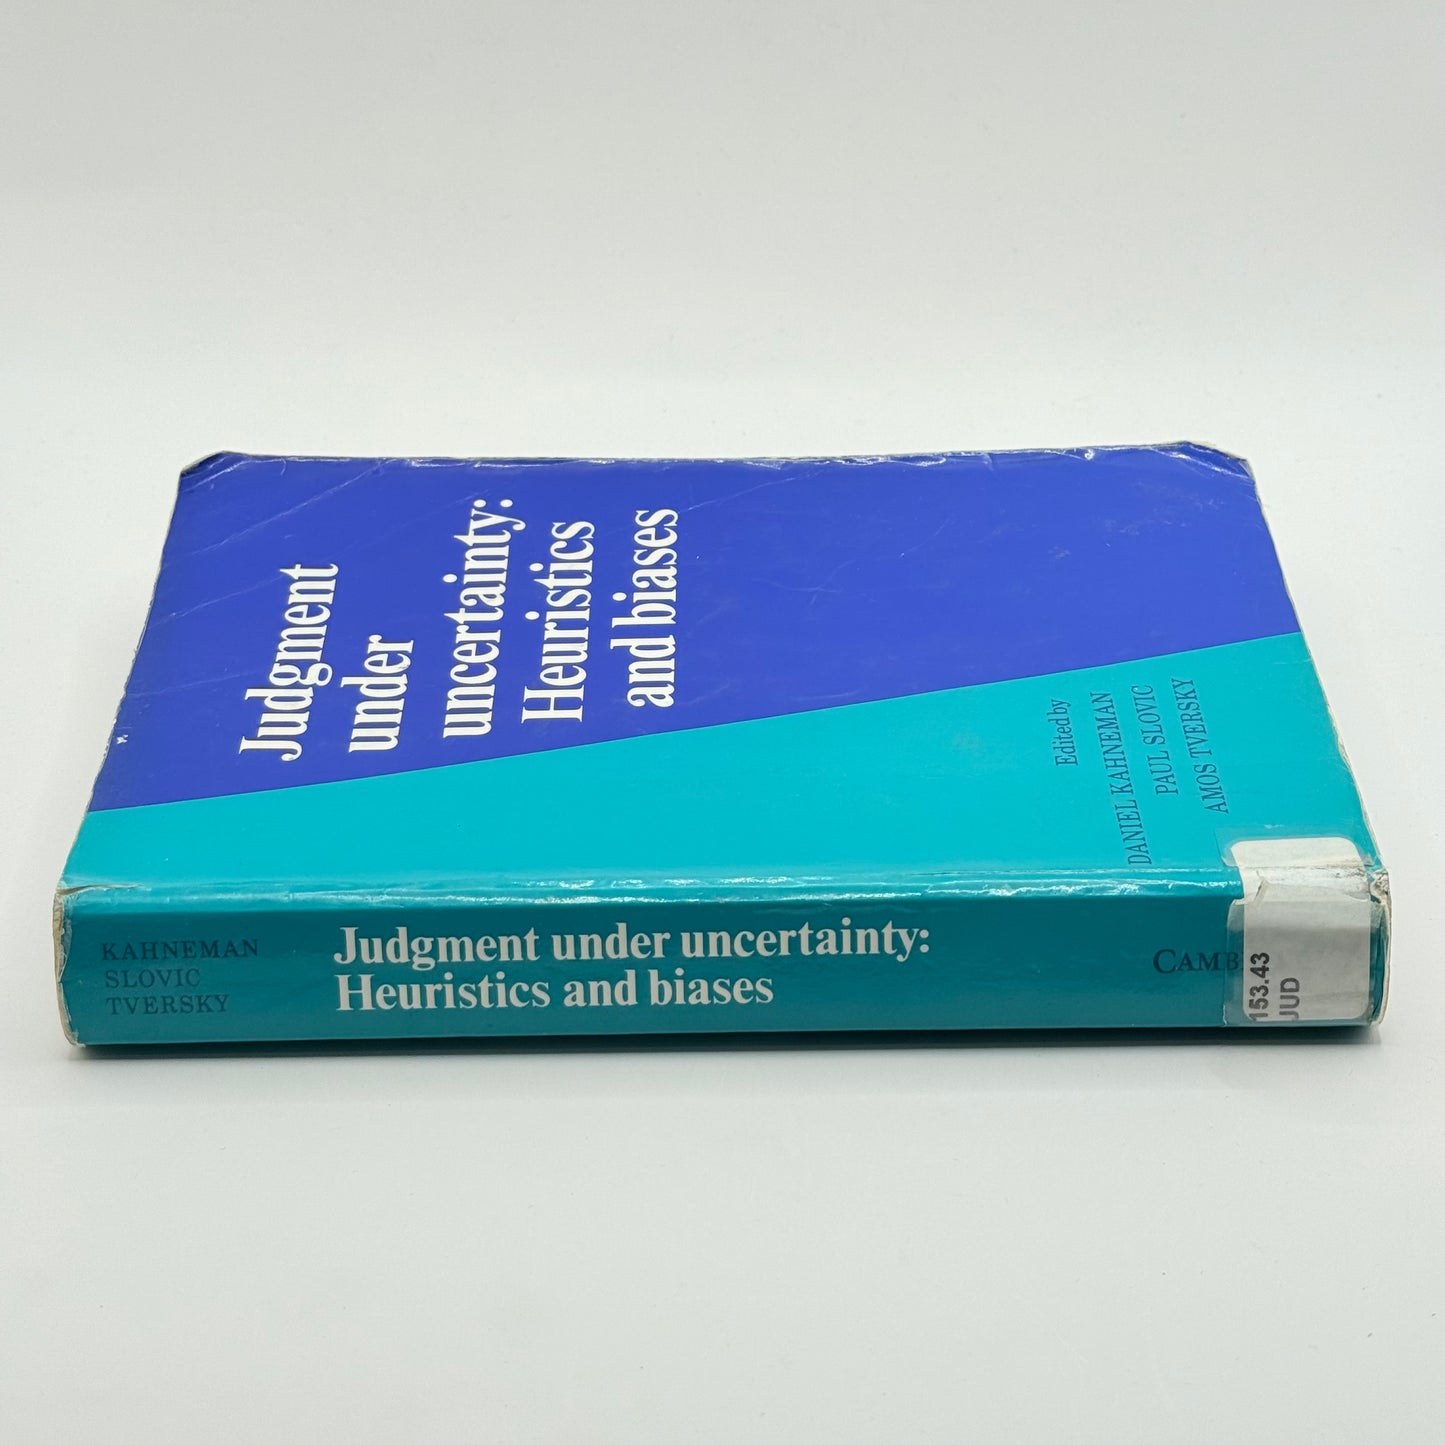 Judgment
under
uncertainty:
Heuristics
and biases
Edited by
DANIEL KAHNEMAN
PAUL SLOVIC
AMOS TVERSKY
KAHNEMAN
SLOVIC
TVERSKY
Judgment under uncertainty:
Heuristics and biases
CAMB
153.43
JUD